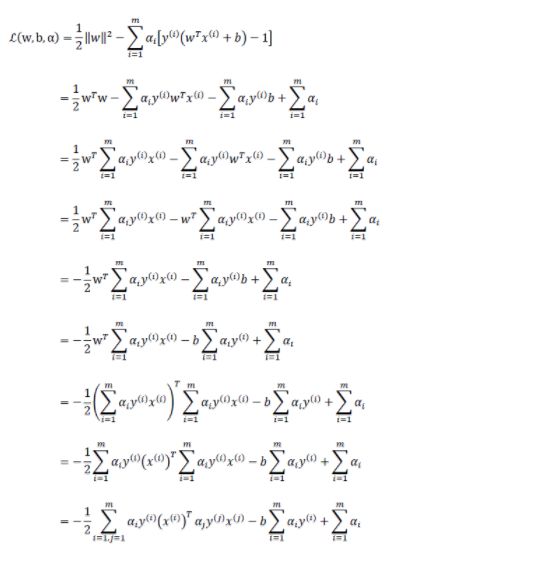 ℒ(w, b, α) = 1/2 ||w||² − ∑_{i=1}^{m} α_i[y^{(i)}(w^T x^{(i)} + b) − 1]
= 1/2 w^T w − ∑_{i=1}^{m} α_i y^{(i)} w^T x^{(i)} − ∑_{i=1}^{m} α_i y^{(i)} b + ∑_{i=1}^{m} α_i
= 1/2 w^T ∑_{i=1}^{m} α_i y^{(i)} x^{(i)} − ∑_{i=1}^{m} α_i y^{(i)} w^T x^{(i)} − ∑_{i=1}^{m} α_i y^{(i)} b + ∑_{i=1}^{m} α_i
= 1/2 w^T ∑_{i=1}^{m} α_i y^{(i)} x^{(i)} − w^T ∑_{i=1}^{m} α_i y^{(i)} x^{(i)} − ∑_{i=1}^{m} α_i y^{(i)} b + ∑_{i=1}^{m} α_i
= − 1/2 w^T ∑_{i=1}^{m} α_i y^{(i)} x^{(i)} − ∑_{i=1}^{m} α_i y^{(i)} b + ∑_{i=1}^{m} α_i
= − 1/2 w^T ∑_{i=1}^{m} α_i y^{(i)} x^{(i)} − b ∑_{i=1}^{m} α_i y^{(i)} + ∑_{i=1}^{m} α_i
= − 1/2 (∑_{i=1}^{m} α_i y^{(i)} x^{(i)})^T ∑_{i=1}^{m} α_i y^{(i)} x^{(i)} − b ∑_{i=1}^{m} α_i y^{(i)} + ∑_{i=1}^{m} α_i
= − 1/2 ∑_{i=1}^{m} α_i y^{(i)} (x^{(i)})^T ∑_{i=1}^{m} α_i y^{(i)} x^{(i)} − b ∑_{i=1}^{m} α_i y^{(i)} + ∑_{i=1}^{m} α_i
= − 1/2 ∑_{i=1,j=1}^{m} α_i y^{(i)} (x^{(i)})^T α_j y^{(j)} x^{(j)} − b ∑_{i=1}^{m} α_i y^{(i)} + ∑_{i=1}^{m} α_i